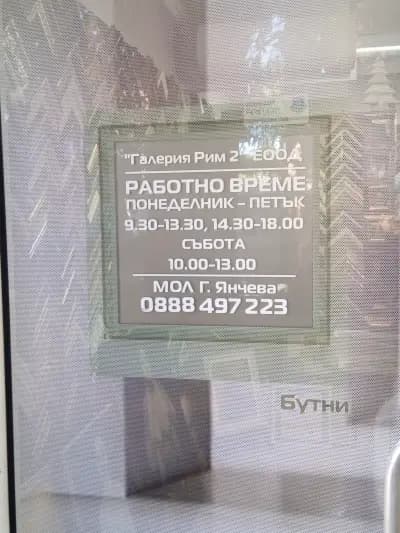 "Галерия Рим 2" ЕООД
РАБОТНО ВРЕМЕ
ПОНЕДЕЛНИК – ПЕТЪК
9.30-13.30, 14.30-18.00
СЪБОТА
10.00-13.00
МОЛ Г. Янчева
0888 497 223
Бутни